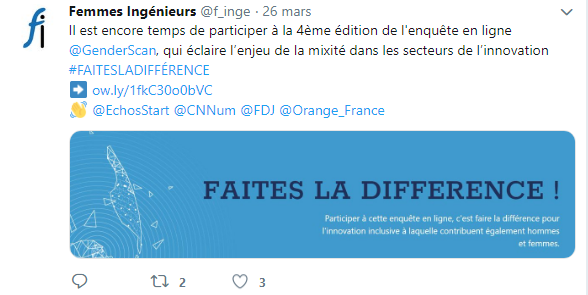 fi
Femmes Ingénieurs @f_inge · 26 mars
Il est encore temps de participer à la 4ème édition de l'enquête en ligne
@GenderScan, qui éclaire l'enjeu de la mixité dans les secteurs de l'innovation
#FAITESLADIFFÉRENCE
➡ ow.ly/1fkC30o0bVC
👋 @EchosStart @CNNum @FDJ @Orange_France
FAITES LA DIFFERENCE !
Participer à cette enquête en ligne, c'est faire la différence pour
l'innovation inclusive à laquelle contribuent également hommes
et femmes.
2 3